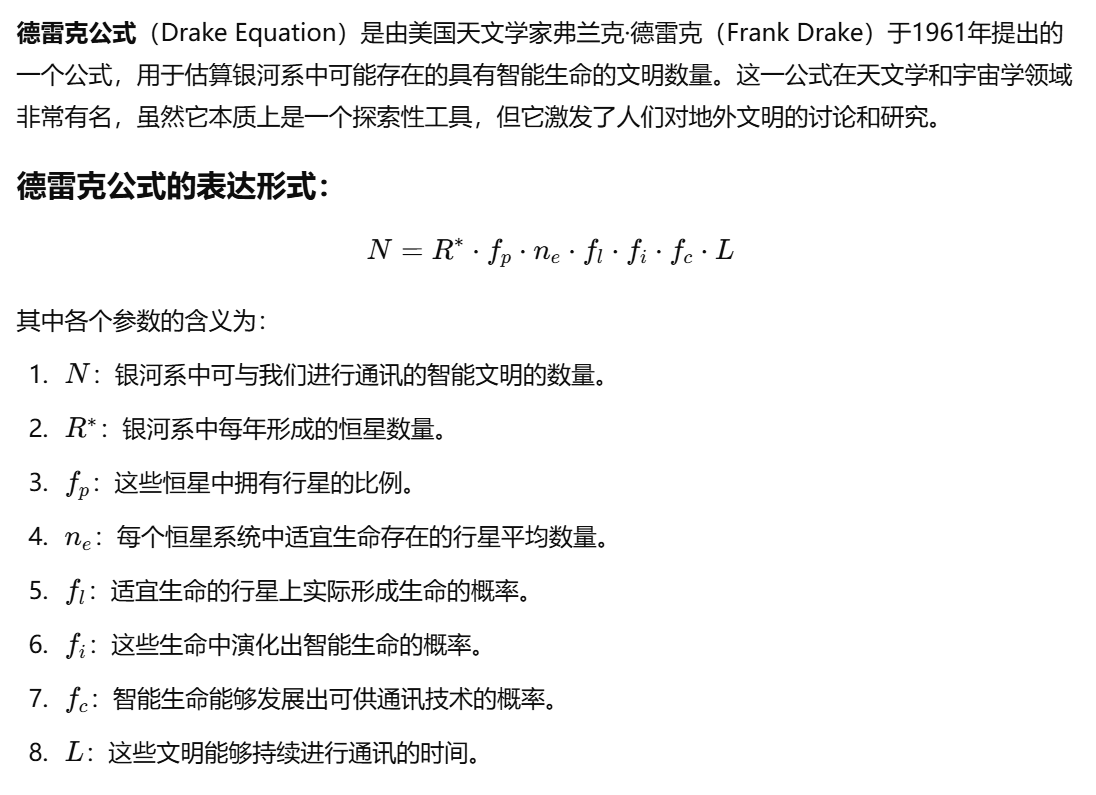 德雷克公式（Drake Equation）是由美国天文学家弗兰克·德雷克（Frank Drake）于1961年提出的
一个公式，用于估算银河系中可能存在的具有智能生命的文明数量。这一公式在天文学和宇宙学领域
非常有名，虽然它本质上是一个探索性工具，但它激发了人们对地外文明的讨论和研究。
德雷克公式的表达形式：
N = R* · f_p · n_e · f_l · f_i · f_c · L
其中各个参数的含义为：
1. N：银河系中可与我们进行通讯的智能文明的数量。
2. R*：银河系中每年形成的恒星数量。
3. f_p：这些恒星中拥有行星的比例。
4. n_e：每个恒星系统中适宜生命存在的行星平均数量。
5. f_l：适宜生命的行星上实际形成生命的概率。
6. f_i：这些生命中演化出智能生命的概率。
7. f_c：智能生命能够发展出可供通讯技术的概率。
8. L：这些文明能够持续进行通讯的时间。